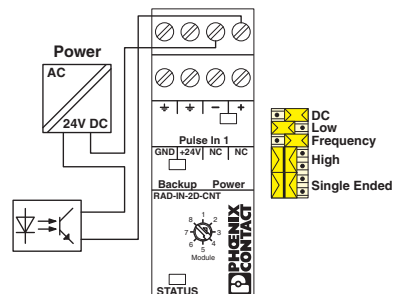 Power
AC
24V DC
– +
Pulse In 1
GND +24V NC NC
Backup Power
RAD-IN-2D-CNT
8 1 2 3 4 5 6 7
Module
STATUS
PHŒNIX
CONTACT
DC
Low
Frequency
High
Single Ended